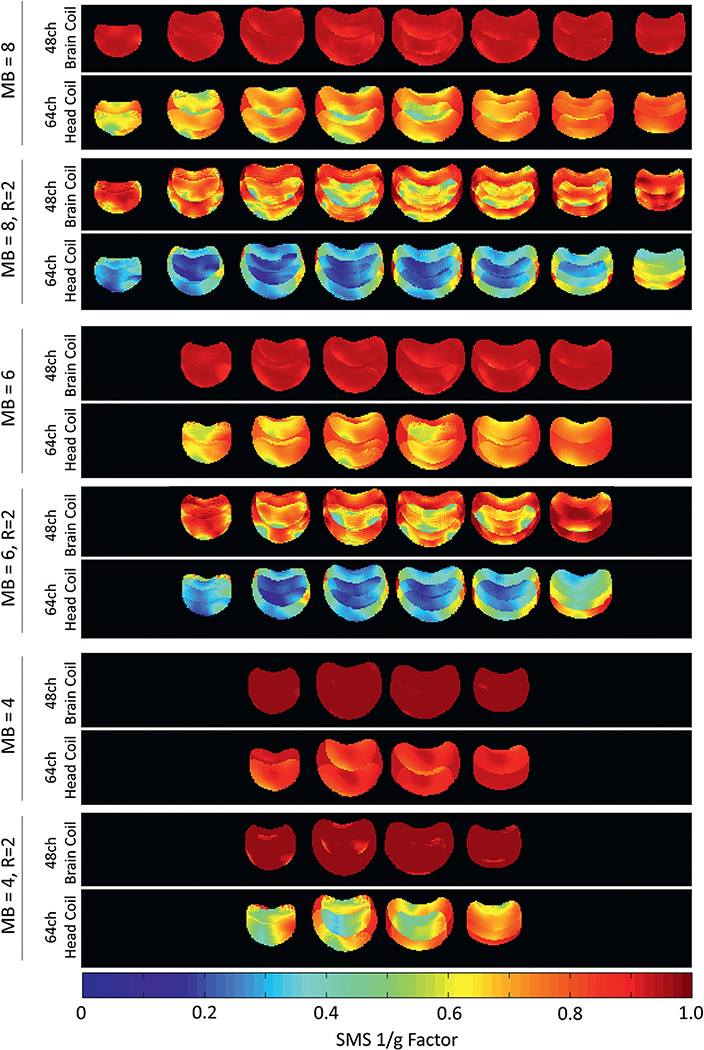 MB = 8
48ch
Brain Coil
64ch
Head Coil
MB = 8, R=2
48ch
Brain Coil
64ch
Head Coil
MB = 6
48ch
Brain Coil
64ch
Head Coil
MB = 6, R=2
48ch
Brain Coil
64ch
Head Coil
MB = 4
48ch
Brain Coil
64ch
Head Coil
MB = 4, R=2
48ch
Brain Coil
64ch
Head Coil
0 0.2 0.4 0.6 0.8 1.0
SMS 1/g Factor